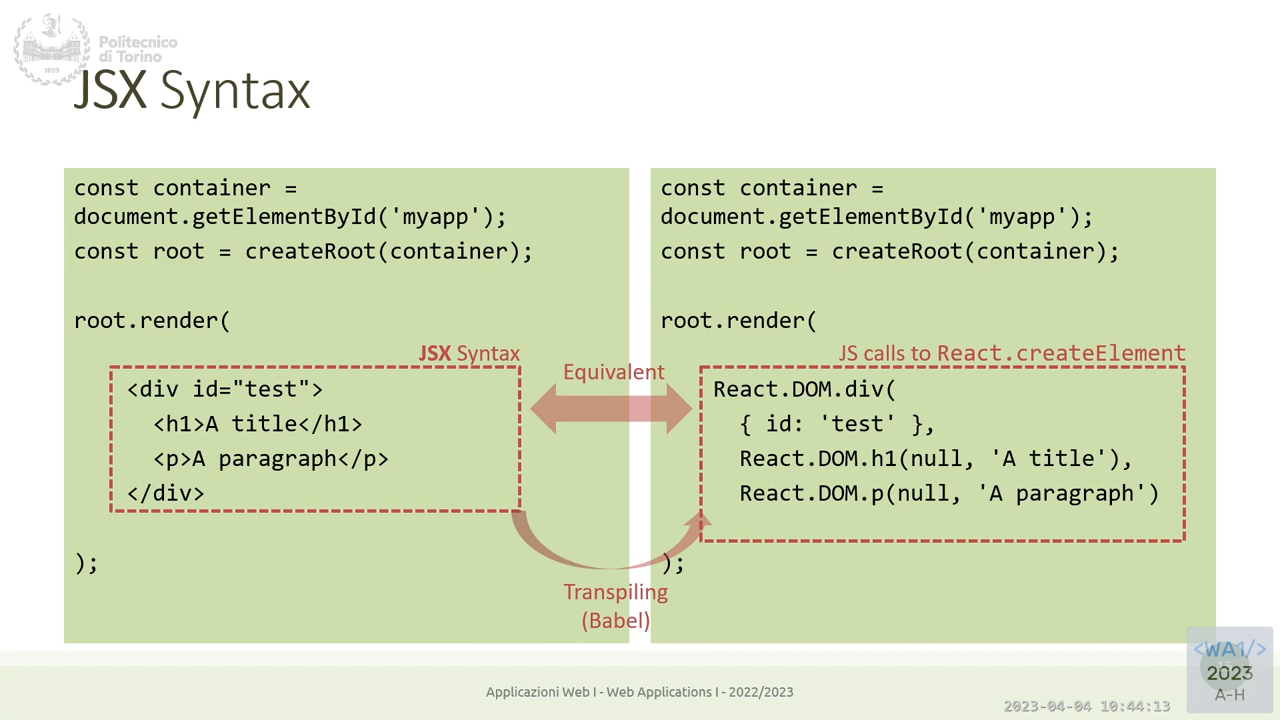 Politecnico
di Torino
1859
JSX Syntax
const container =
document.getElementById('myapp');
const root = createRoot(container);
root.render(
JSX Syntax
<div id="test">
<h1>A title</h1>
<p>A paragraph</p>
</div>
);
Equivalent
Transpiling
(Babel)
const container =
document.getElementById('myapp');
const root = createRoot(container);
root.render(
JS calls to React.createElement
React.DOM.div(
{ id: 'test' },
React.DOM.h1(null, 'A title'),
React.DOM.p(null, 'A paragraph')
);
Applicazioni Web I - Web Applications I - 2022/2023
2023-04-04 10:44:13
<WA1/>
2023
A-H